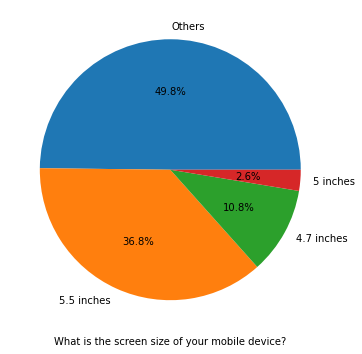 Others
49.8%
2.6%
5 inches
10.8%
4.7 inches
36.8%
5.5 inches
What is the screen size of your mobile device?